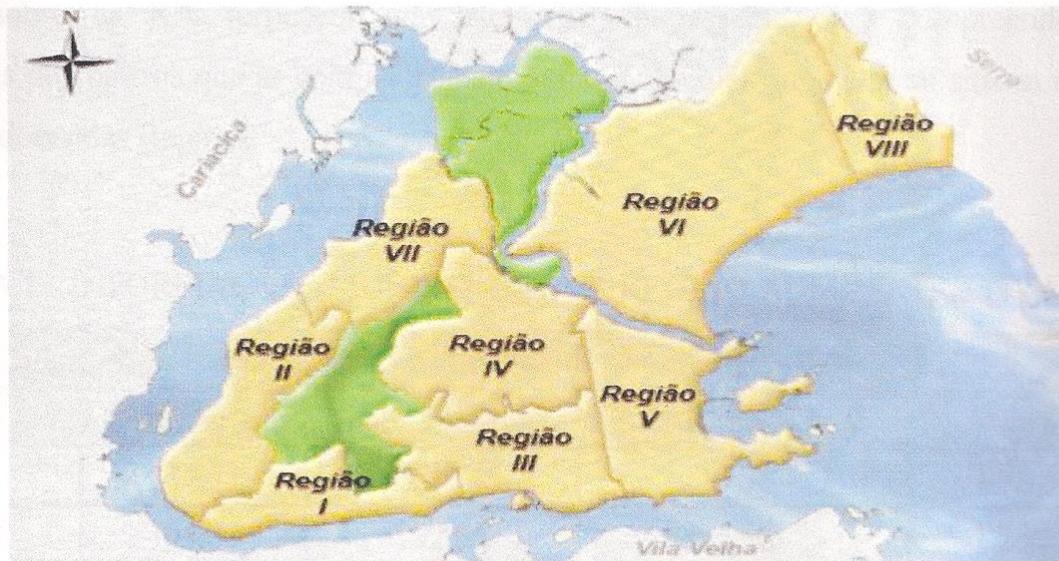 N
Serra
Cariacica
Região
VIII
Região
VI
Região
VII
Região
II
Região
IV
Região
V
Região
III
Região
I
Vila Velha